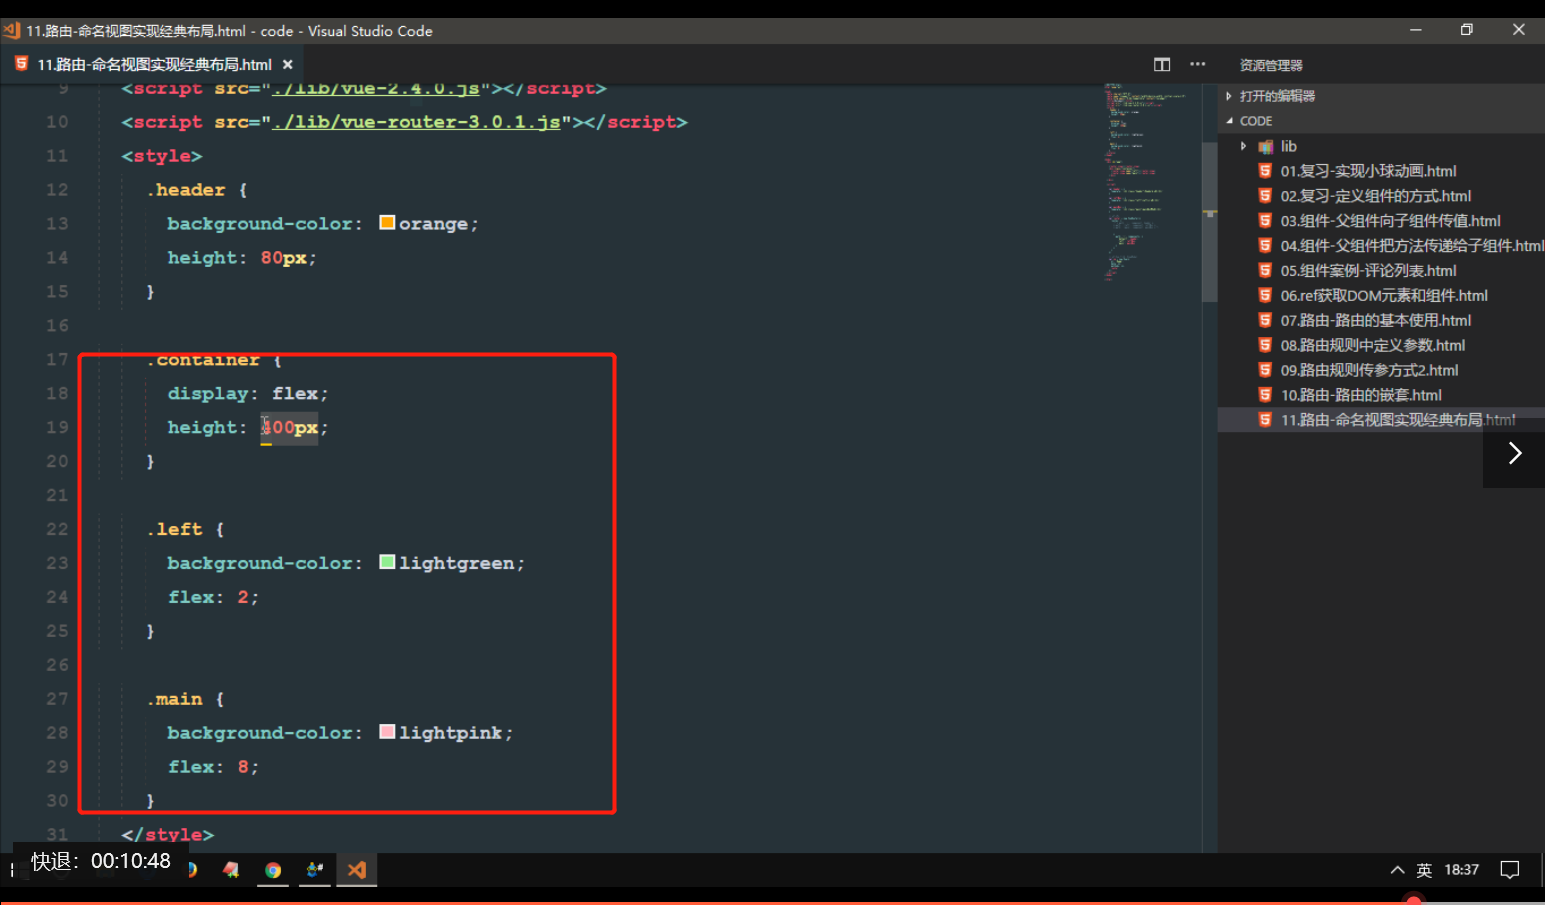 11.路由-命名视图实现经典布局.html - code - Visual Studio Code
11.路由-命名视图实现经典布局.html ×
9 <script src="./lib/vue-2.4.0.js"></script>
10 <script src="./lib/vue-router-3.0.1.js"></script>
11 <style>
12 .header {
13 background-color: orange;
14 height: 80px;
15 }
16
17 .container {
18 display: flex;
19 height: 400px;
20 }
21
22 .left {
23 background-color: lightgreen;
24 flex: 2;
25 }
26
27 .main {
28 background-color: lightpink;
29 flex: 8;
30 }
31 </style>
资源管理器
打开的编辑器
CODE
lib
01.复习-实现小球动画.html
02.复习-定义组件的方式.html
03.组件-父组件向子组件传值.html
04.组件-父组件把方法传递给子组件.html
05.组件案例-评论列表.html
06.ref获取DOM元素和组件.html
07.路由-路由的基本使用.html
08.路由规则中定义参数.html
09.路由规则传参方式2.html
10.路由-路由的嵌套.html
11.路由-命名视图实现经典布局.html
快退：00:10:48
英 18:37